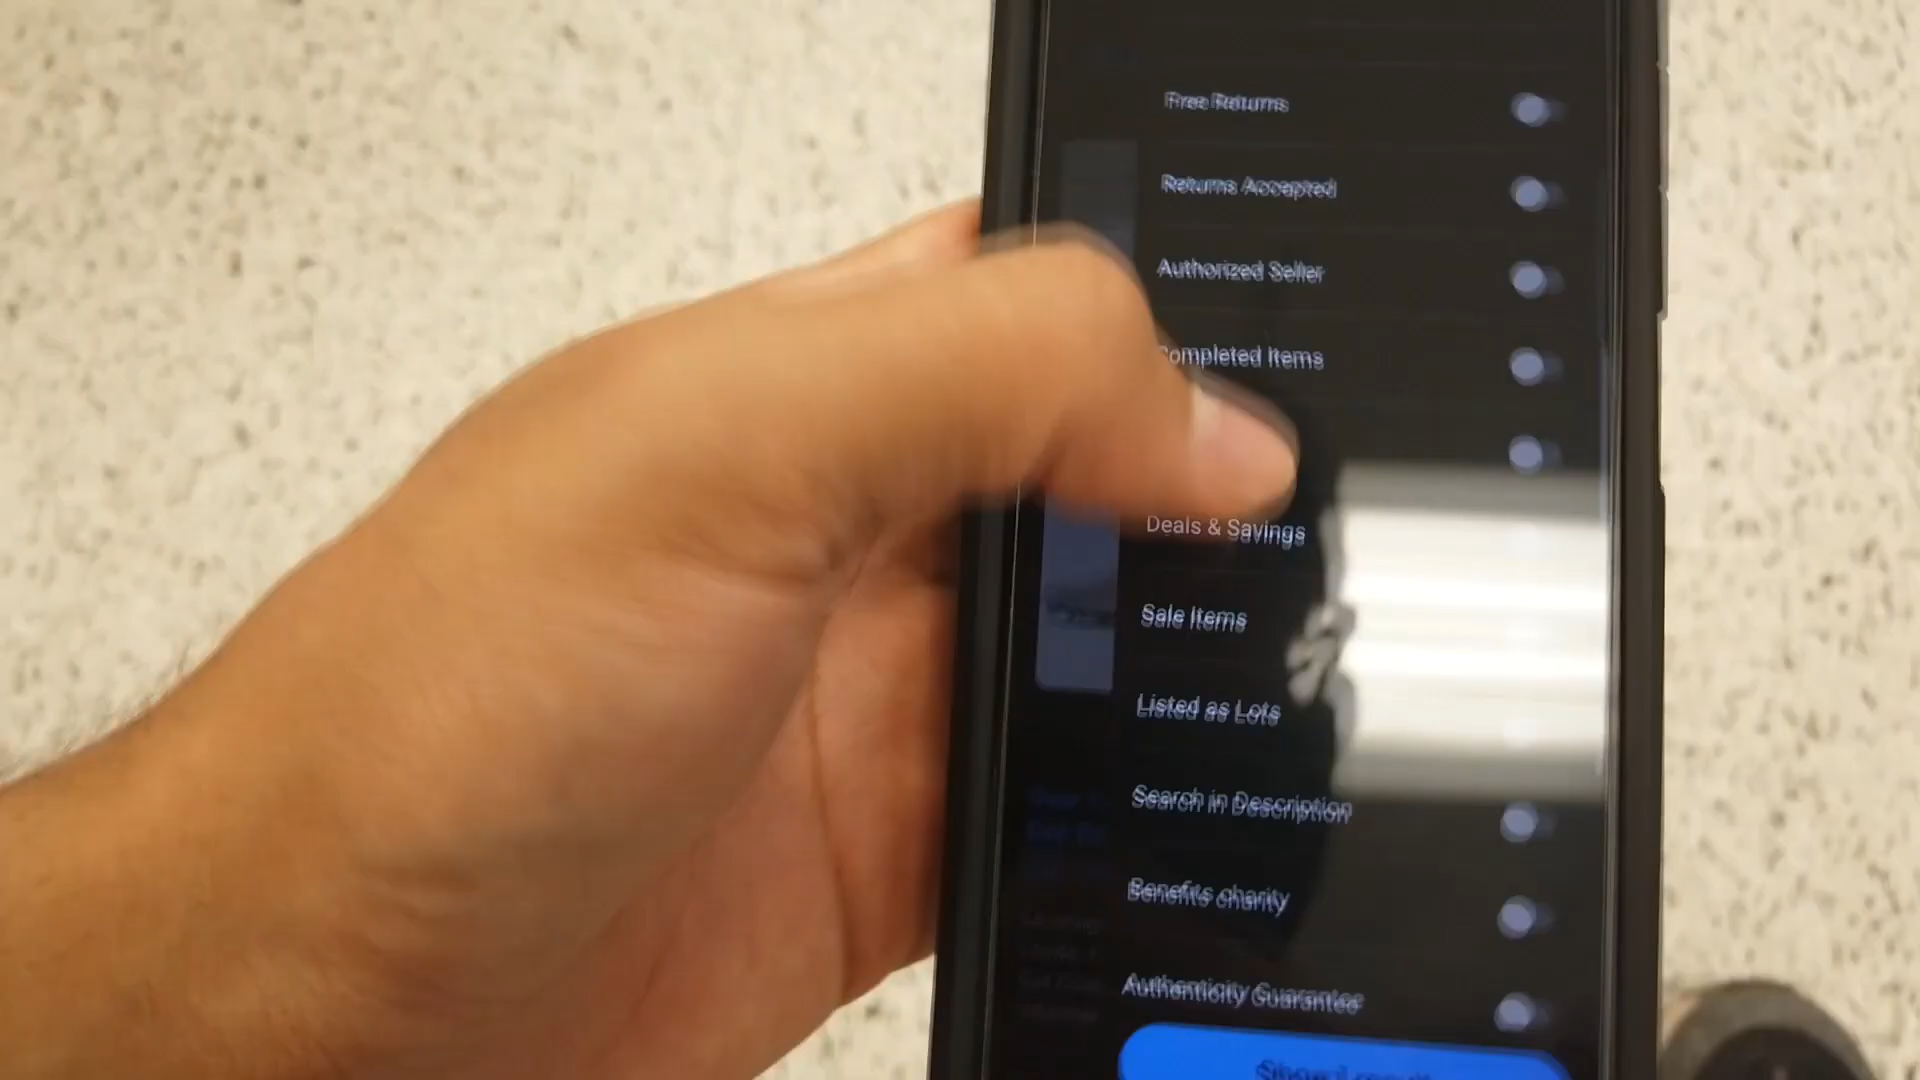 Free Returns
Returns Accepted
Authorized Seller
Completed Items
Deals & Savings
Sale Items
Listed as Lots
Search in Description
Benefits charity
Authenticity Guarantee
Show